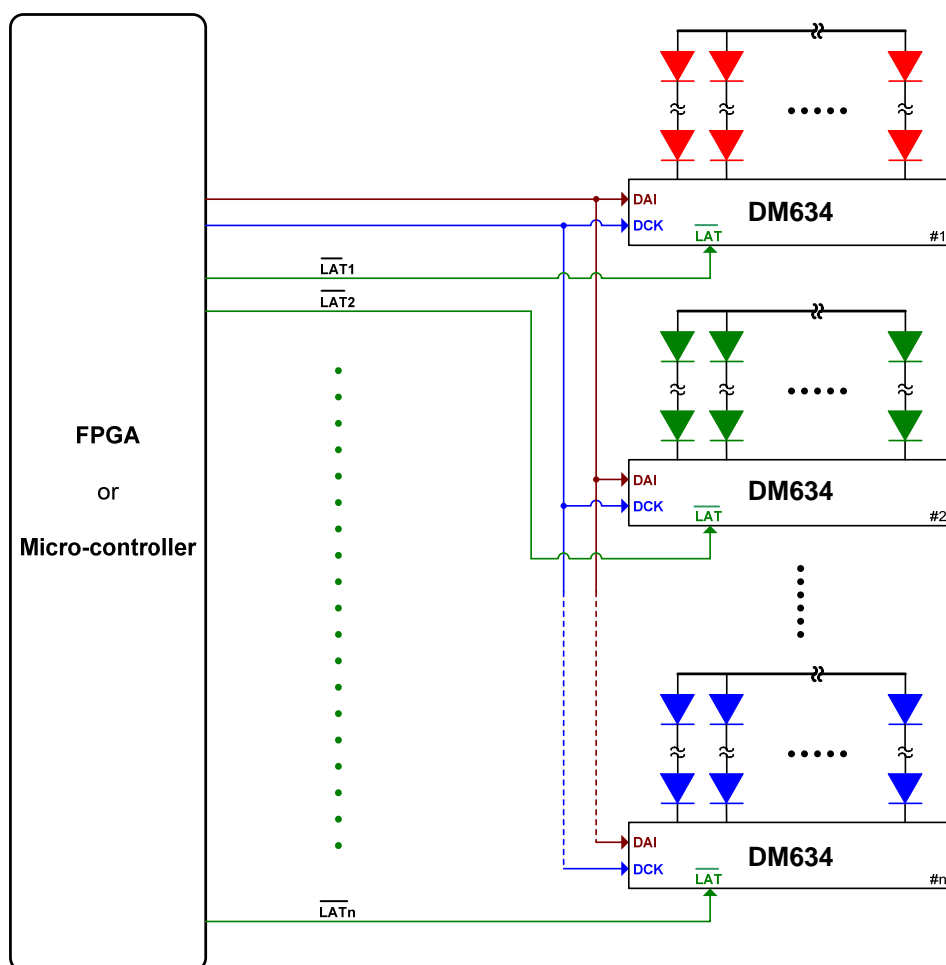 FPGA
or
Micro-controller
DAI
DCK
LAT
DM634
#1
LAT1
LAT2
DAI
DCK
LAT
DM634
#2
DAI
DCK
LAT
DM634
#n
LATn